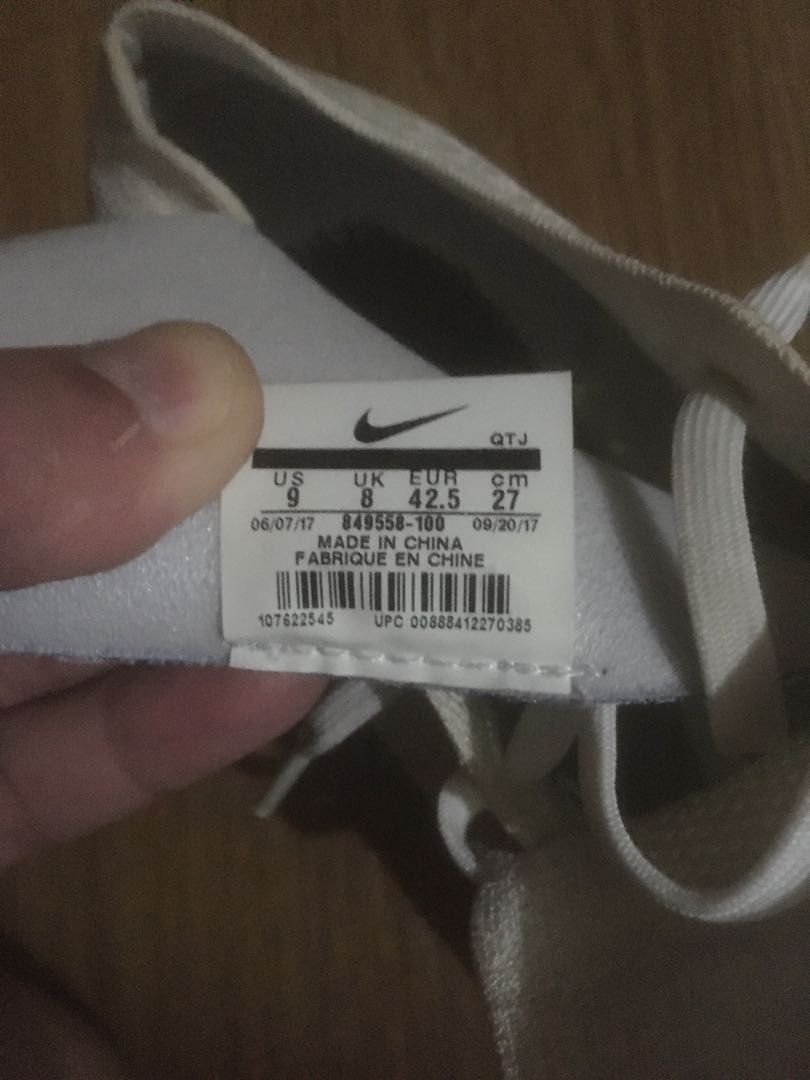 QTJ
US UK EUR cm
9 8 42.5 27
06/07/17 849558-100 09/20/17
MADE IN CHINA
FABRIQUE EN CHINE
107622545 UPC 00888412270385